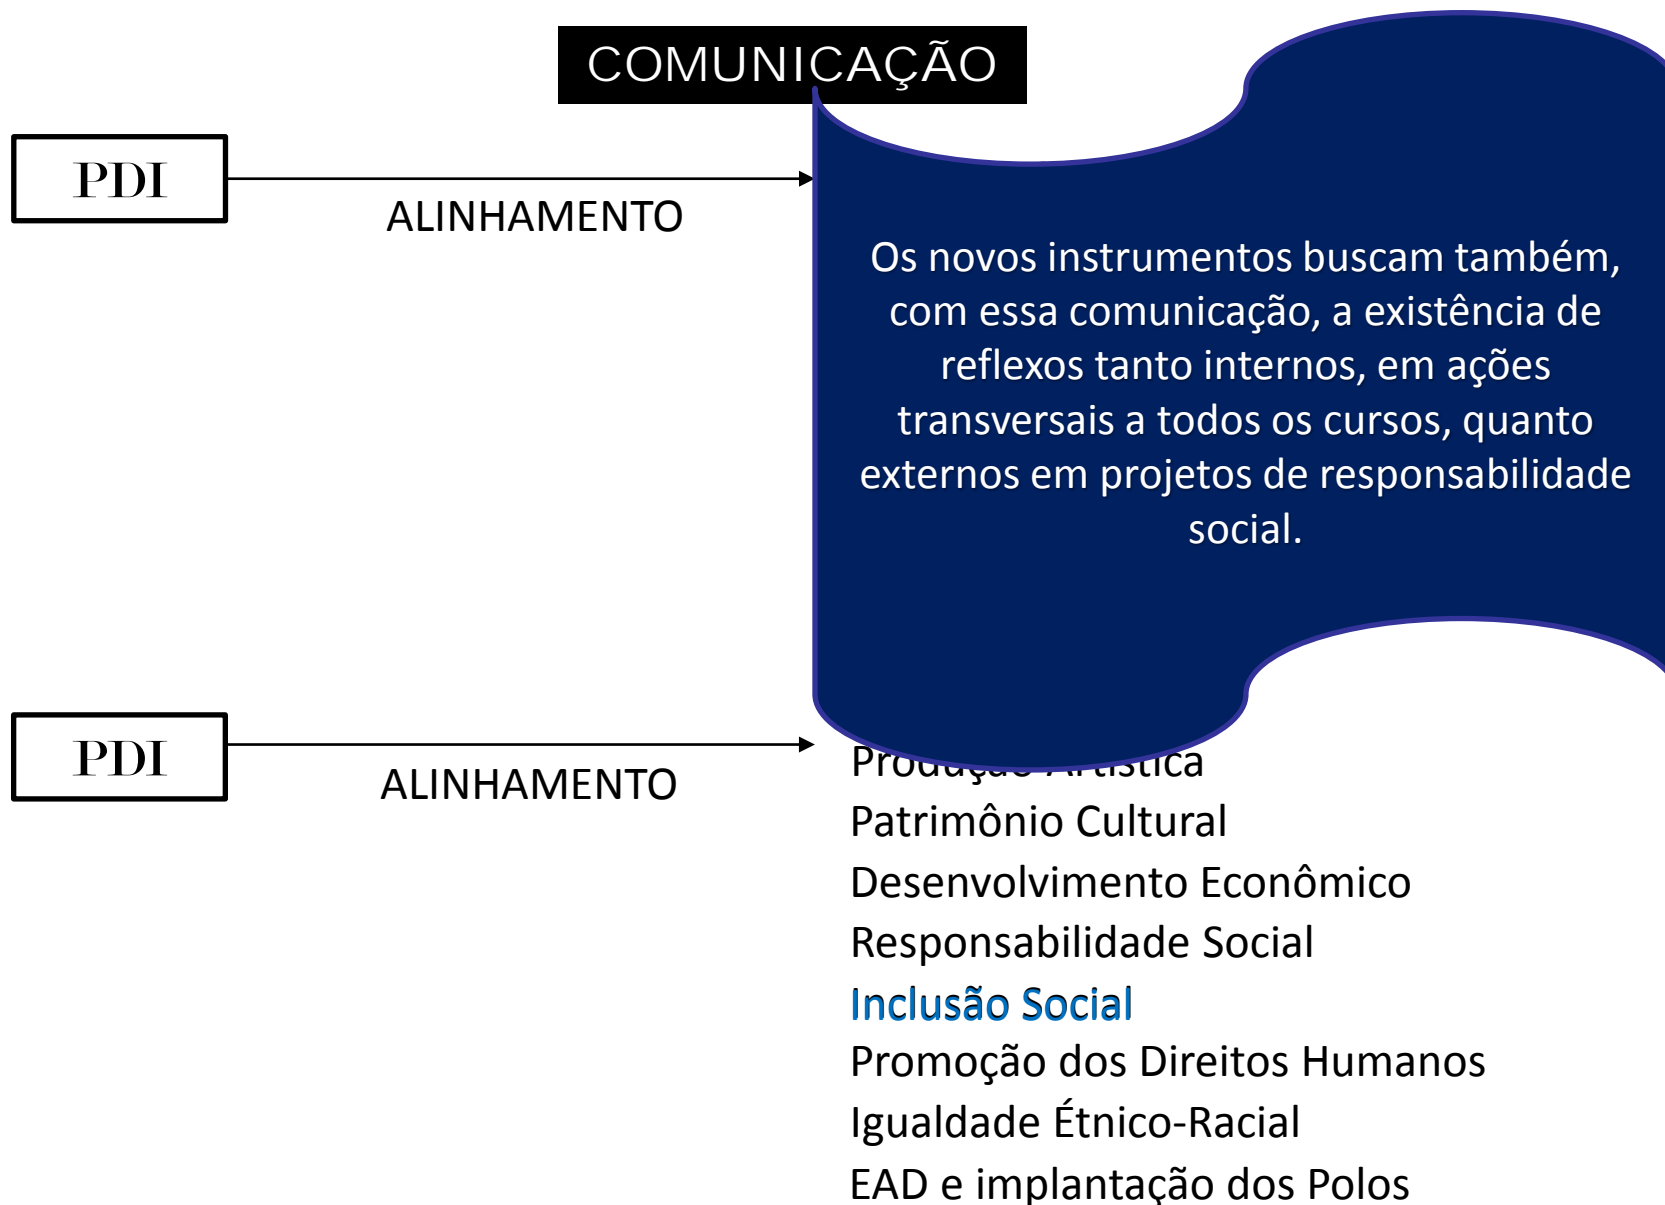 COMUNICAÇÃO
PDI
ALINHAMENTO
Os novos instrumentos buscam também,
com essa comunicação, a existência de
reflexos tanto internos, em ações
transversais a todos os cursos, quanto
externos em projetos de responsabilidade
social.
PDI
ALINHAMENTO
Produção Artística
Patrimônio Cultural
Desenvolvimento Econômico
Responsabilidade Social
Inclusão Social
Promoção dos Direitos Humanos
Igualdade Étnico-Racial
EAD e implantação dos Polos